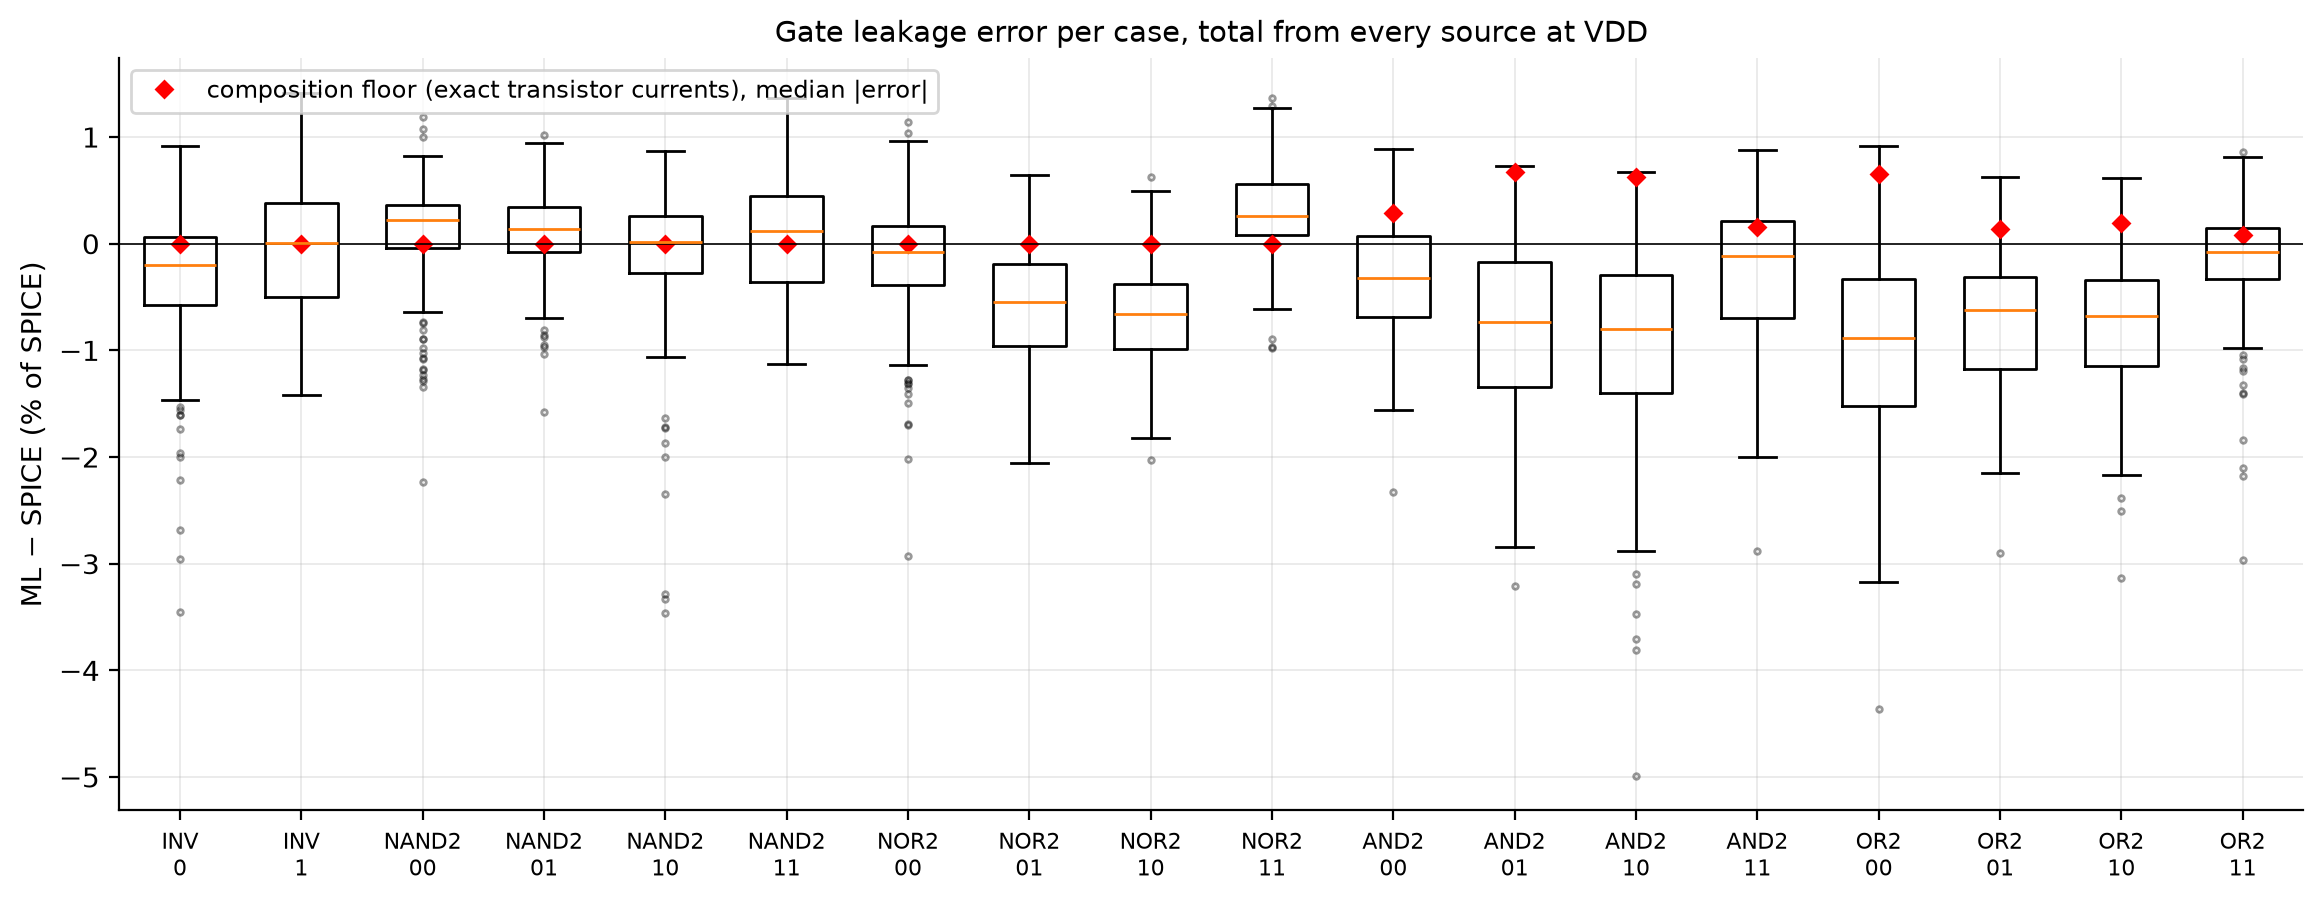 Gate leakage error per case, total from every source at VDD
composition floor (exact transistor currents), median |error|
ML − SPICE (% of SPICE)
1
0
−1
−2
−3
−4
−5
INV NAND2 NAND2 NAND2 NAND2 NOR2 NOR2 NOR2 NOR2 AND2 AND2 AND2 AND2 OR2 OR2 OR2 OR2
0 1 00 01 10 11 00 01 10 11 00 01 10 11 00 01 10 11